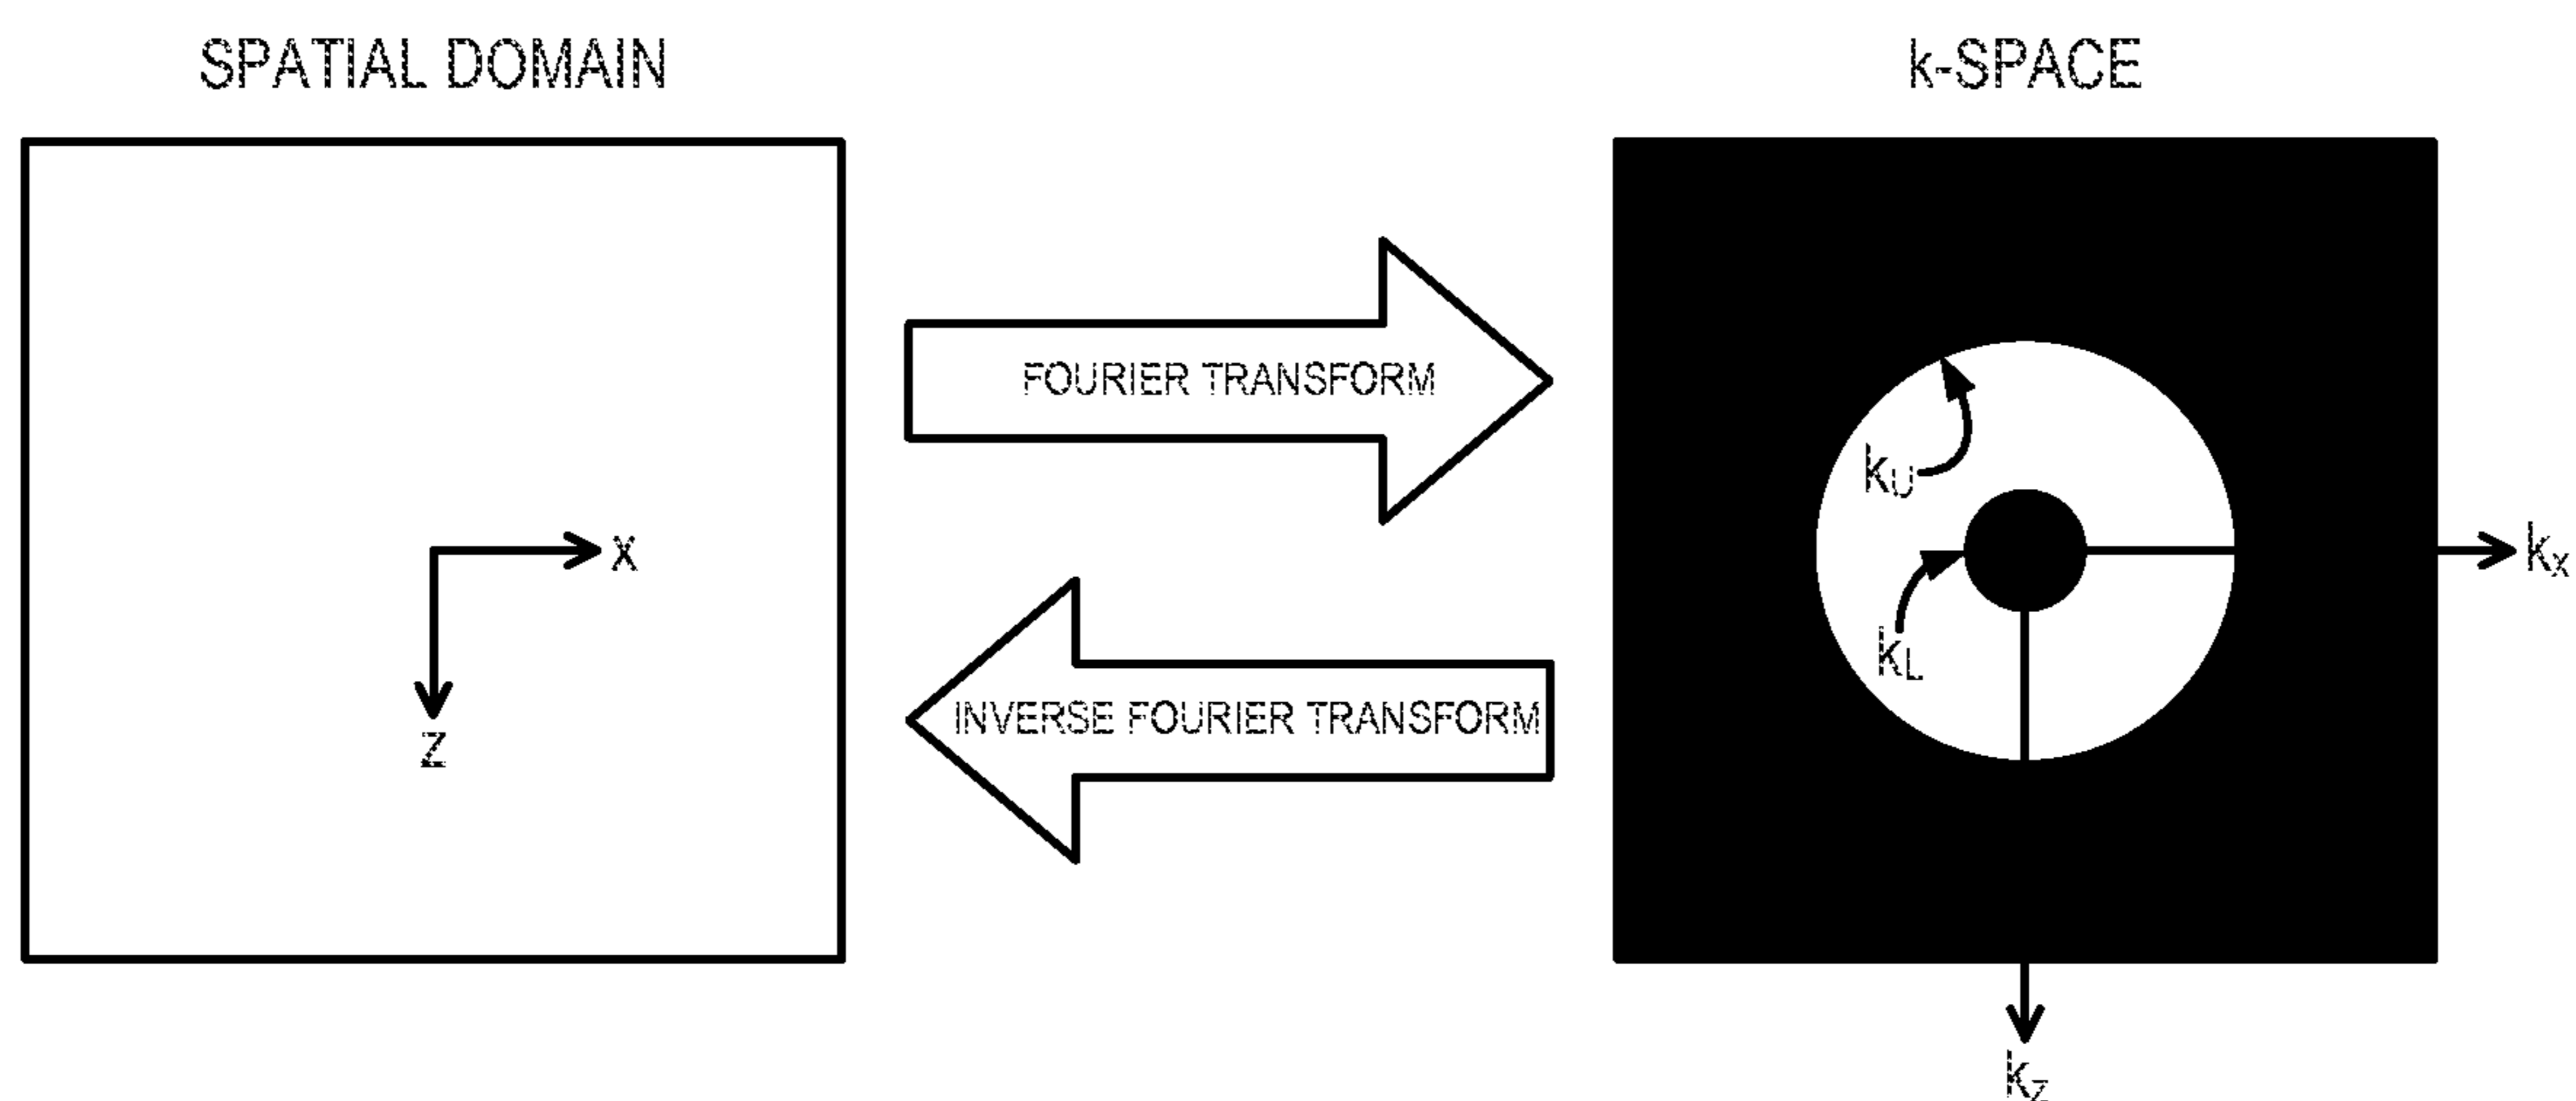 SPATIAL DOMAIN
k-SPACE
FOURIER TRANSFORM
kU
x
kx
kL
INVERSE FOURIER TRANSFORM
z
kz